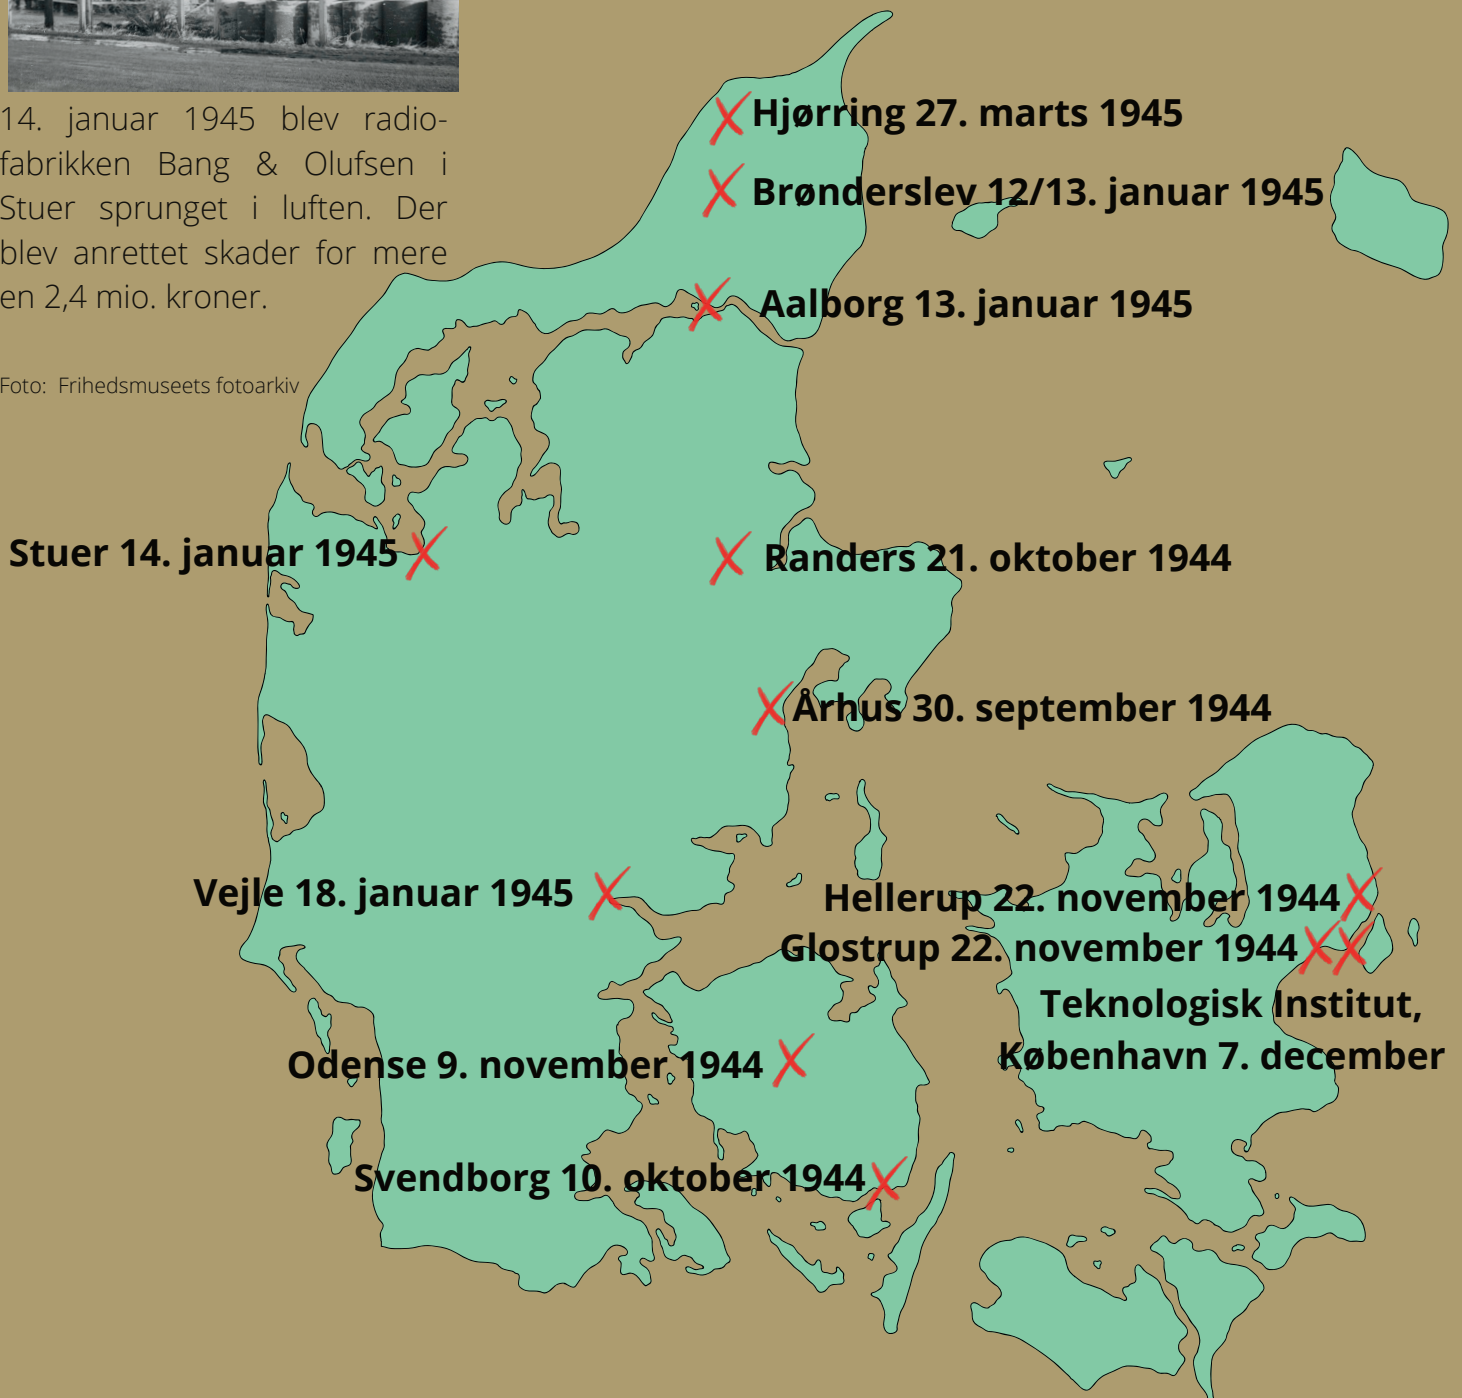 14. januar 1945 blev radio-
fabrikken Bang & Olufsen i
Stuer sprunget i luften. Der
blev anrettet skader for mere
en 2,4 mio. kroner.
Foto: Frihedsmuseets fotoarkiv
Hjørring 27. marts 1945
Brønderslev 12/13. januar 1945
Aalborg 13. januar 1945
Stuer 14. januar 1945
Randers 21. oktober 1944
Århus 30. september 1944
Vejle 18. januar 1945
Hellerup 22. november 1944
Glostrup 22. november 1944
Teknologisk Institut,
København 7. december
Odense 9. november 1944
Svendborg 10. oktober 1944